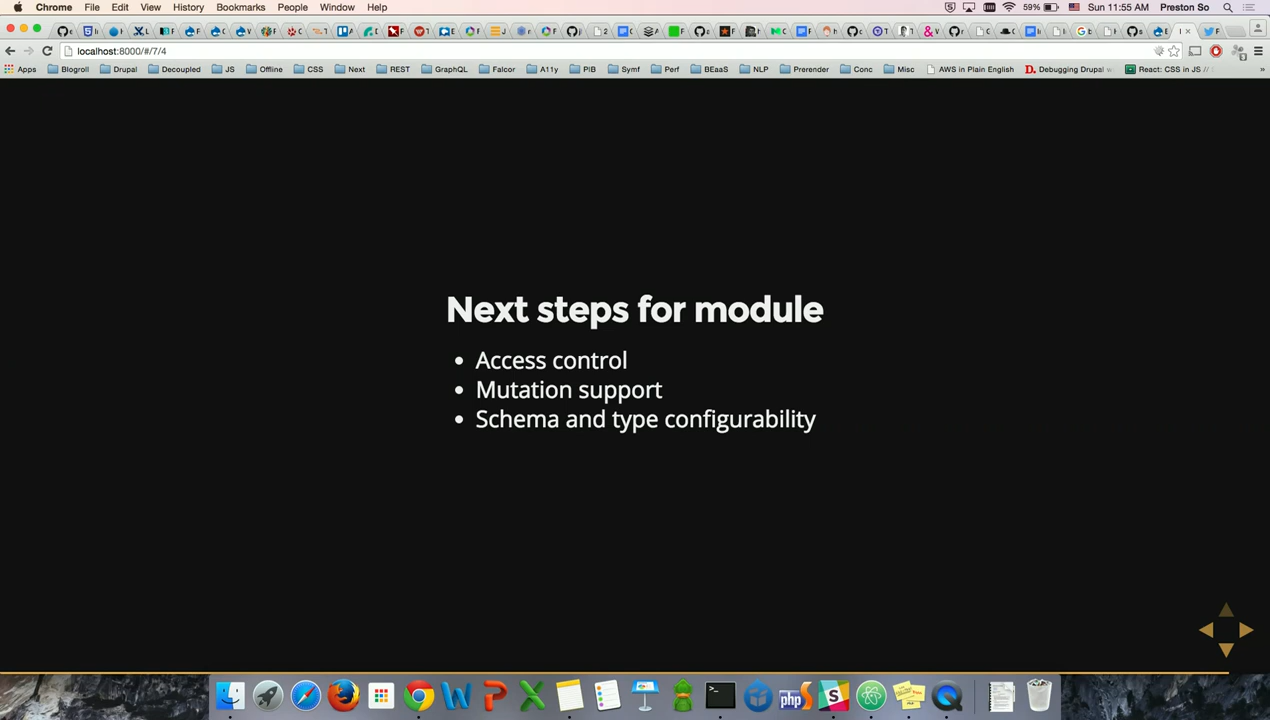 Chrome File Edit View History Bookmarks People Window Help 59% Sun 11:55 AM Preston So
localhost:8000/#/7/4
Apps Blogroll Drupal Decoupled JS Offline CSS Next REST GraphQL Falcor A11y PIB Symf Perf BEaaS NLP Prerender Conc Misc AWS in Plain English Debugging Drupal React: CSS in JS //
Next steps for module
• Access control
• Mutation support
• Schema and type configurability